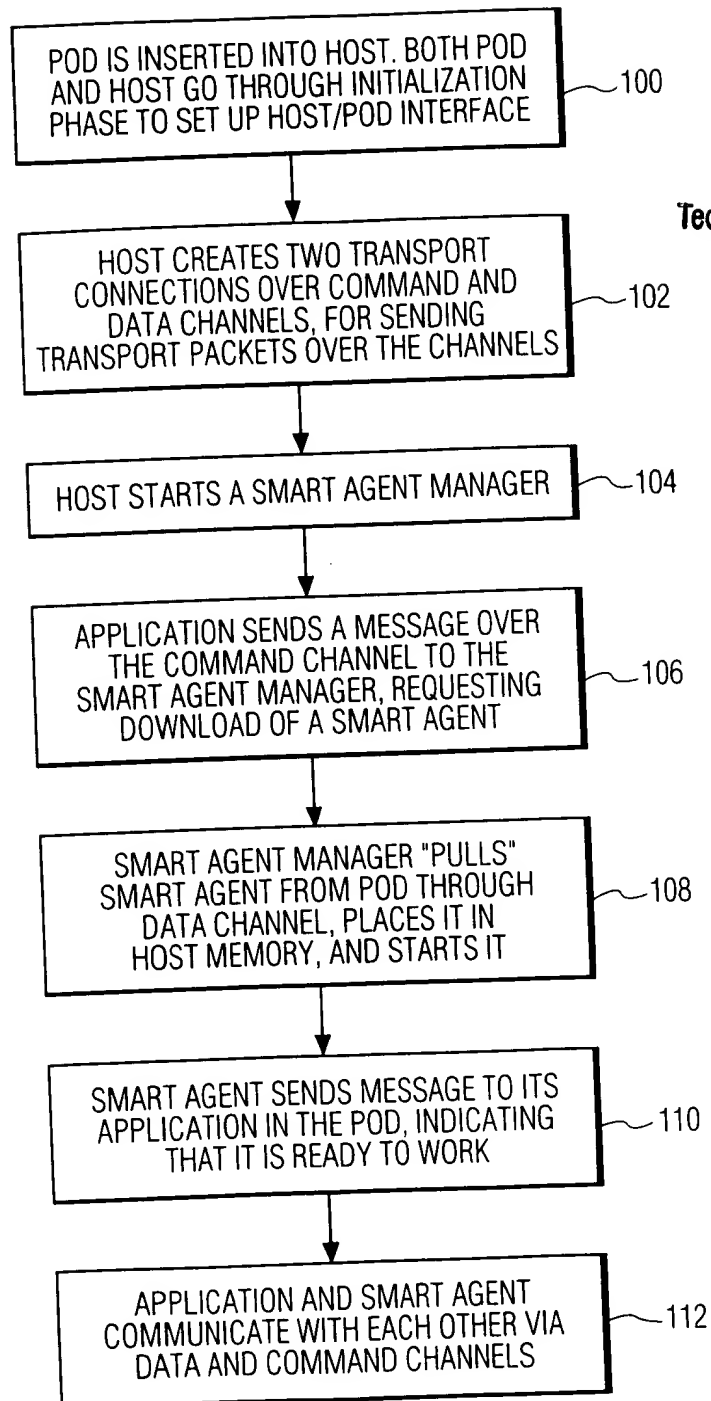 POD IS INSERTED INTO HOST. BOTH POD
AND HOST GO THROUGH INITIALIZATION
PHASE TO SET UP HOST/POD INTERFACE
100
HOST CREATES TWO TRANSPORT
CONNECTIONS OVER COMMAND AND
DATA CHANNELS, FOR SENDING
TRANSPORT PACKETS OVER THE CHANNELS
102
HOST STARTS A SMART AGENT MANAGER
104
APPLICATION SENDS A MESSAGE OVER
THE COMMAND CHANNEL TO THE
SMART AGENT MANAGER, REQUESTING
DOWNLOAD OF A SMART AGENT
106
SMART AGENT MANAGER "PULLS"
SMART AGENT FROM POD THROUGH
DATA CHANNEL, PLACES IT IN
HOST MEMORY, AND STARTS IT
108
SMART AGENT SENDS MESSAGE TO ITS
APPLICATION IN THE POD, INDICATING
THAT IT IS READY TO WORK
110
APPLICATION AND SMART AGENT
COMMUNICATE WITH EACH OTHER VIA
DATA AND COMMAND CHANNELS
112